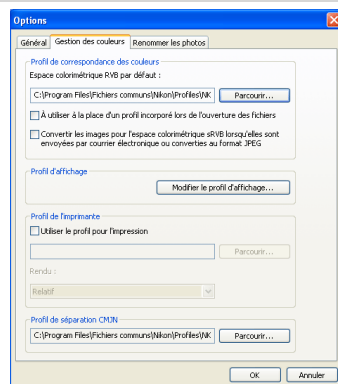 Options
Général Gestion des couleurs Renommer les photos
Profil de correspondance des couleurs
Espace colorimétrique RVB par défaut :
C:\Program Files\Fichiers communs\Nikon\Profiles\NK Parcourir...
À utiliser à la place d'un profil incorporé lors de l'ouverture des fichiers
Convertir les images pour l'espace colorimétrique sRVB lorsqu'elles sont
envoyées par courrier électronique ou converties au format JPEG
Profil d'affichage
Modifier le profil d'affichage...
Profil de l'imprimante
Utiliser le profil pour l'impression
Parcourir...
Rendu :
Relatif
Profil de séparation CMJN
C:\Program Files\Fichiers communs\Nikon\Profiles\NK Parcourir...
OK Annuler